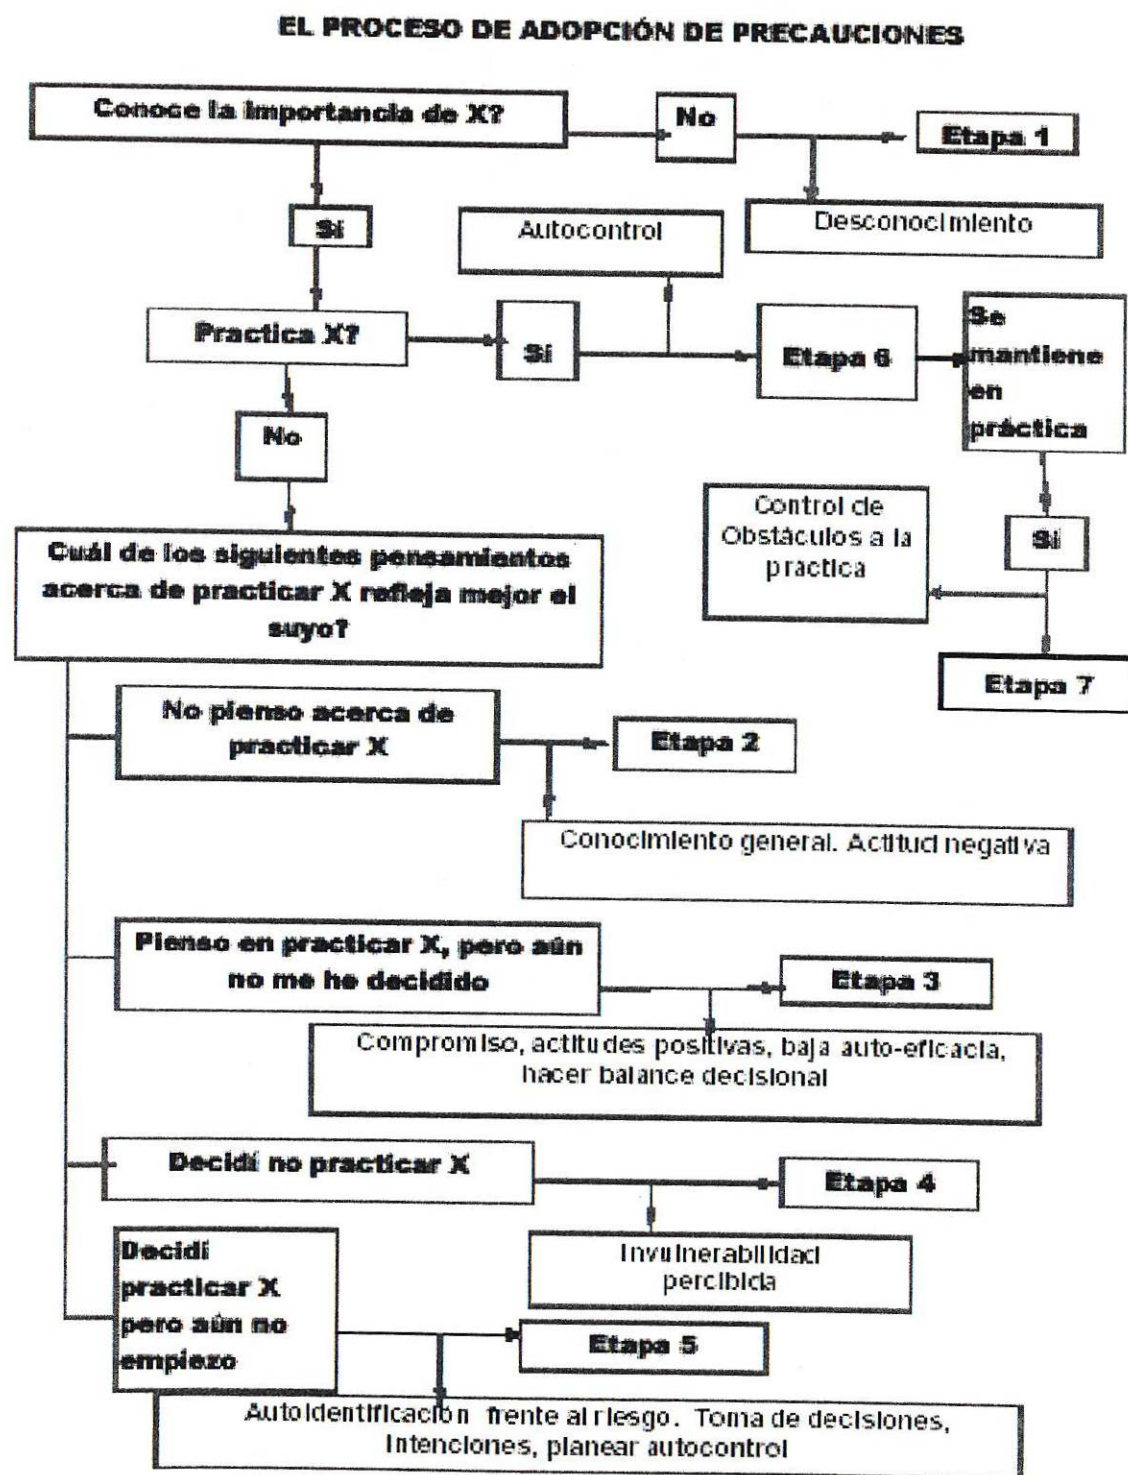 EL PROCESO DE ADOPCIÓN DE PRECAUCIONES
Conoce la importancia de X?
No
Etapa 1
Desconocimiento
Sí
Autocontrol
Practica X?
Sí
Etapa 6
Se
mantiene
en
práctica
No
Control de
Obstáculos a la
practica
Sí
Etapa 7
Cuál de los siguientes pensamientos
acerca de practicar X refleja mejor el
suyo?
No pienso acerca de
practicar X
Etapa 2
Conocimiento general. Actitud negativa
Pienso en practicar X, pero aún
no me he decidido
Etapa 3
Compromiso, actitudes positivas, baja auto-eficacia,
hacer balance decisional
Decidí no practicar X
Etapa 4
Invulnerabilidad
percibida
Decidí
practicar X
pero aún no
empiezo
Etapa 5
Autoidentificación frente al riesgo. Toma de decisiones,
Intenciones, planear autocontrol